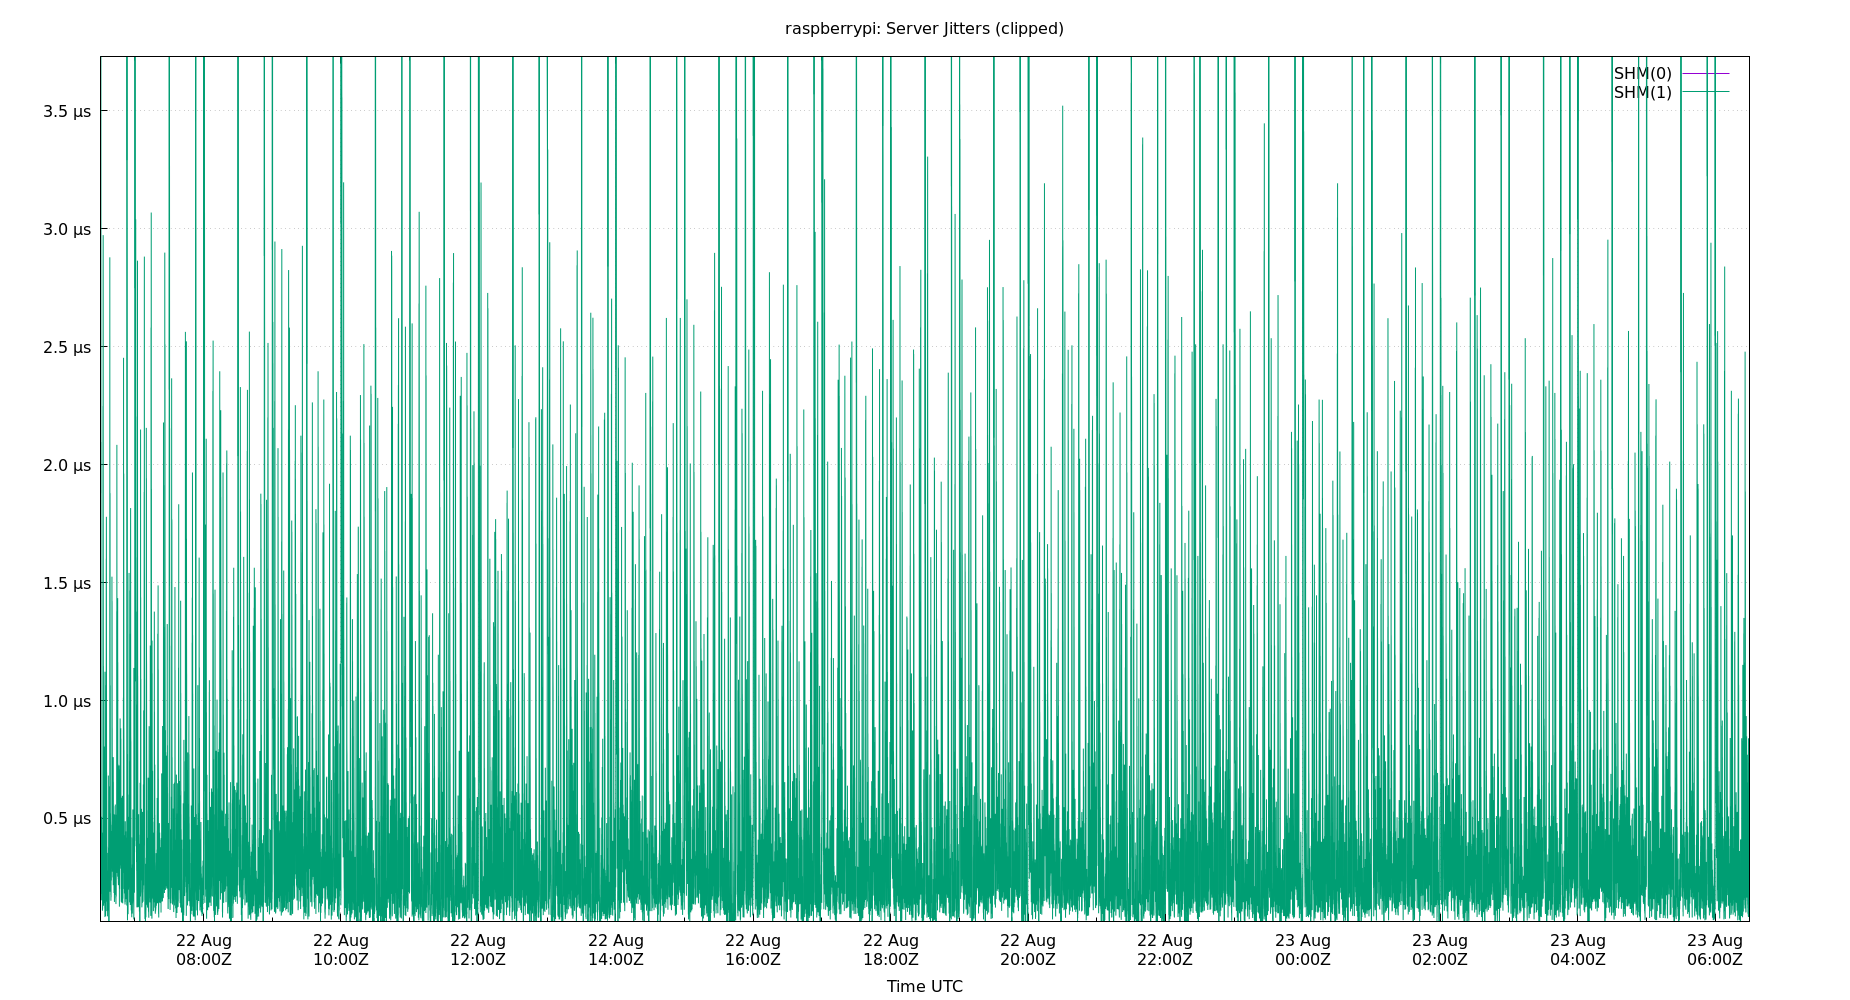 raspberrypi: Server Jitters (clipped)
SHM(0)
SHM(1)
3.5 µs
3.0 µs
2.5 µs
2.0 µs
1.5 µs
1.0 µs
0.5 µs
22 Aug 22 Aug 22 Aug 22 Aug 22 Aug 22 Aug 22 Aug 22 Aug 23 Aug 23 Aug 23 Aug 23 Aug
08:00Z 10:00Z 12:00Z 14:00Z 16:00Z 18:00Z 20:00Z 22:00Z 00:00Z 02:00Z 04:00Z 06:00Z
Time UTC